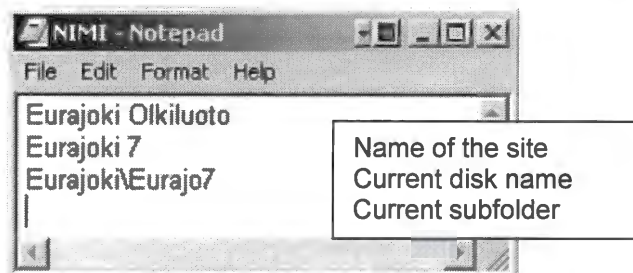 NIMI - Notepad
File Edit Format Help
Eurajoki Olkiluoto
Eurajoki 7
Eurajoki\Eurajo7
Name of the site
Current disk name
Current subfolder